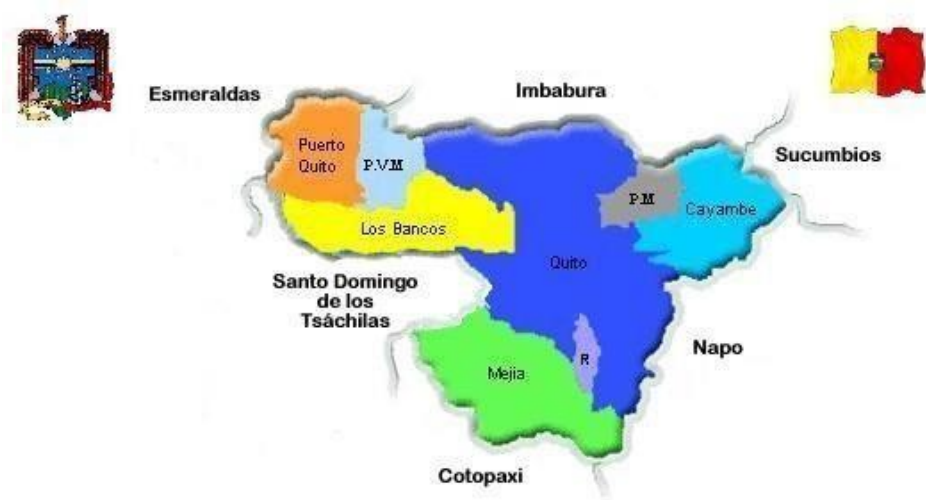 Esmeraldas
Imbabura
Sucumbios
Puerto
Quito
P.V.M
P.M
Cayambe
Los Bancos
Quito
Santo Domingo
de los
Tsáchilas
Napo
R
Mejia
Cotopaxi